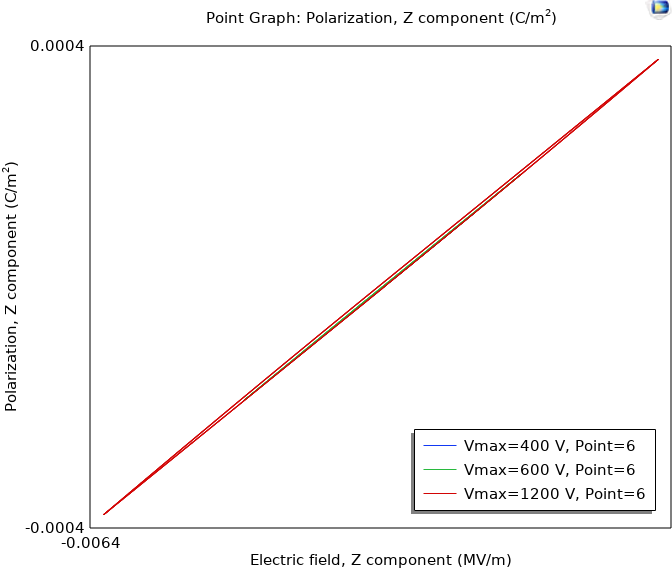 Point Graph: Polarization, Z component (C/m²)
0.0004
Polarization, Z component (C/m²)
Vmax=400 V, Point=6
Vmax=600 V, Point=6
Vmax=1200 V, Point=6
-0.0004
-0.0064
Electric field, Z component (MV/m)